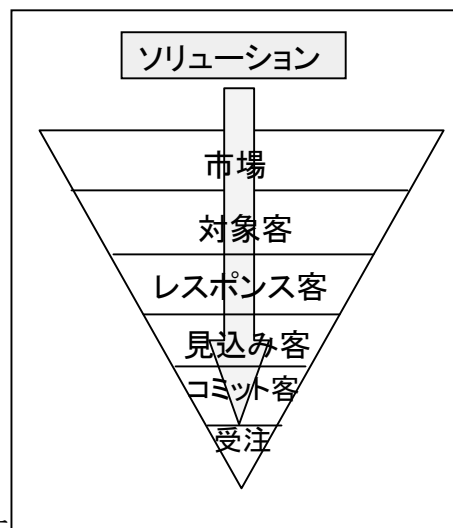 ソリューション
市場
対象客
レスポンス客
見込み客
コミット客
受注